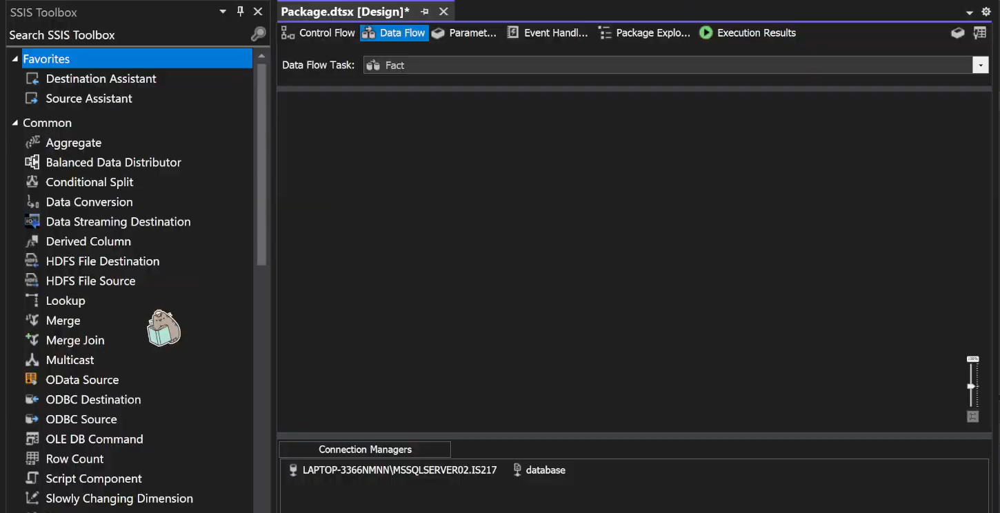 SSIS Toolbox
Search SSIS Toolbox
Favorites
Destination Assistant
Source Assistant
Common
Aggregate
Balanced Data Distributor
Conditional Split
Data Conversion
Data Streaming Destination
Derived Column
HDFS File Destination
HDFS File Source
Lookup
Merge
Merge Join
Multicast
OData Source
ODBC Destination
ODBC Source
OLE DB Command
Row Count
Script Component
Slowly Changing Dimension
Package.dtsx [Design]*
Control Flow Data Flow Paramet... Event Handl... Package Explo... Execution Results
Data Flow Task: Fact
100%
Connection Managers
LAPTOP-3366NMNN\MSSQLSERVER02.IS217 database